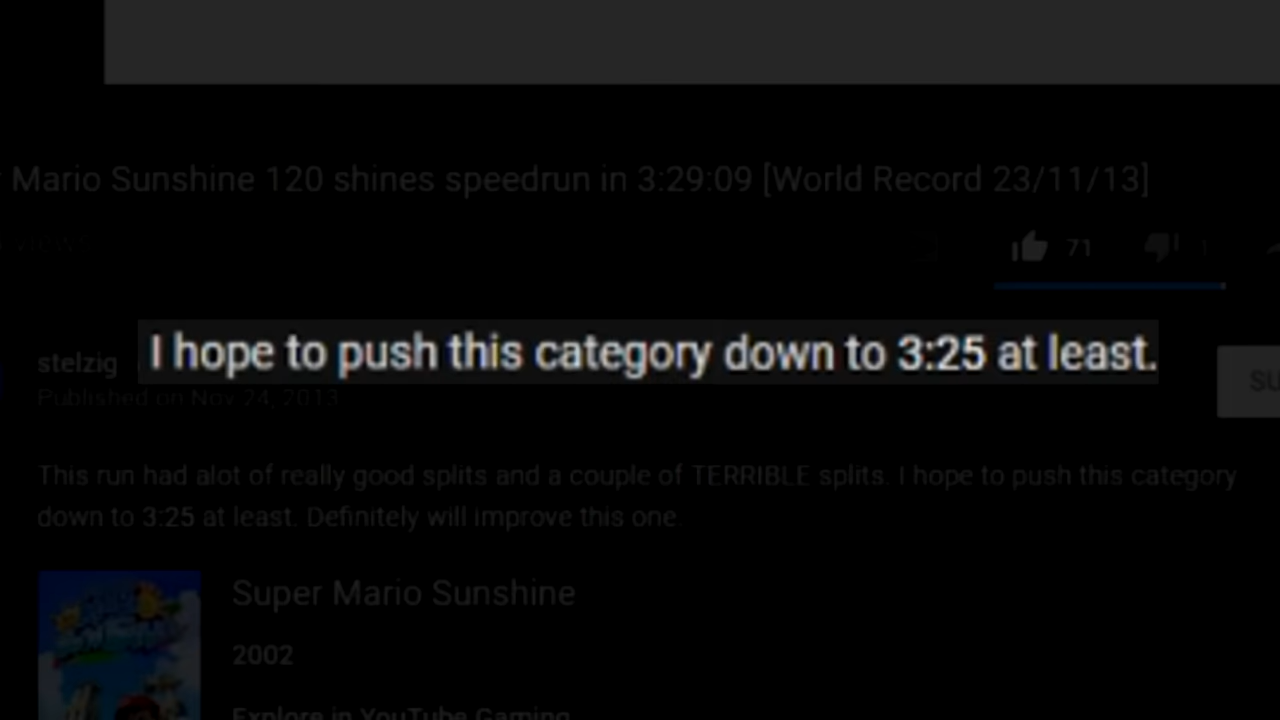 Mario Sunshine 120 shines speedrun in 3:29:09 [World Record 23/11/13]
views
71
1
stelzig
I hope to push this category down to 3:25 at least.
SU
Published on Nov 24, 2013
This run had alot of really good splits and a couple of TERRIBLE splits. I hope to push this category
down to 3:25 at least. Definitely will improve this one.
Super Mario Sunshine
2002
Explore in YouTube Gaming